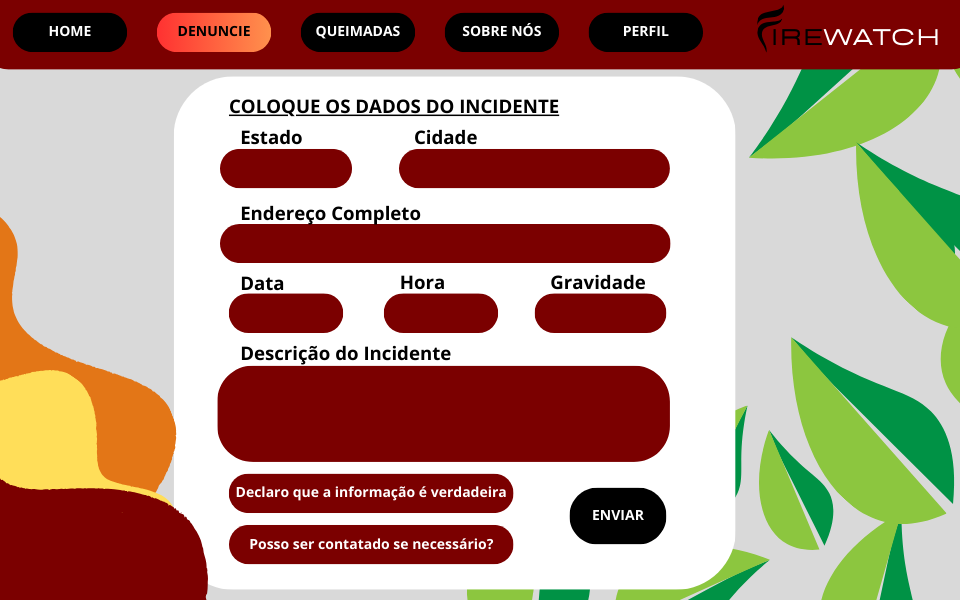 HOME
DENUNCIE
QUEIMADAS
SOBRE NÓS
PERFIL
FIREWATCH
COLOQUE OS DADOS DO INCIDENTE
Estado
Cidade
Endereço Completo
Data
Hora
Gravidade
Descrição do Incidente
Declaro que a informação é verdadeira
ENVIAR
Posso ser contatado se necessário?